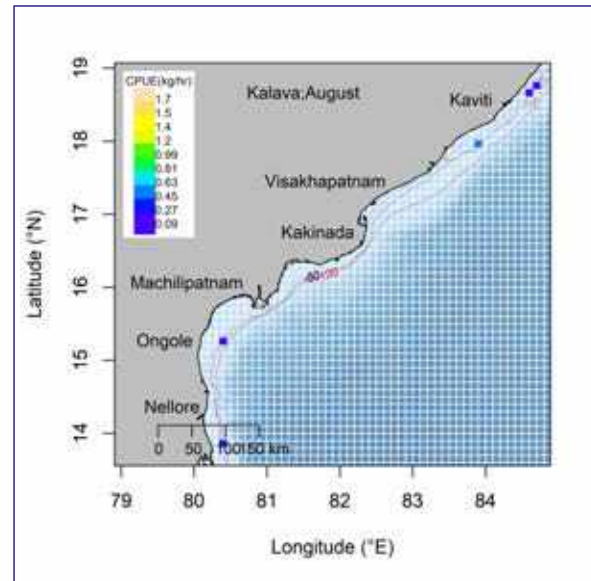 CPUE(kg/hr)
1.7
1.5
1.4
1.2
0.99
0.81
0.63
0.45
0.27
0.09
Kalava;August
Kaviti
Visakhapatnam
Kakinada
Machilipatnam
Ongole
Nellore
0 50 100150 km
19
18
17
16
15
14
Latitude (°N)
79 80 81 82 83 84
Longitude (°E)